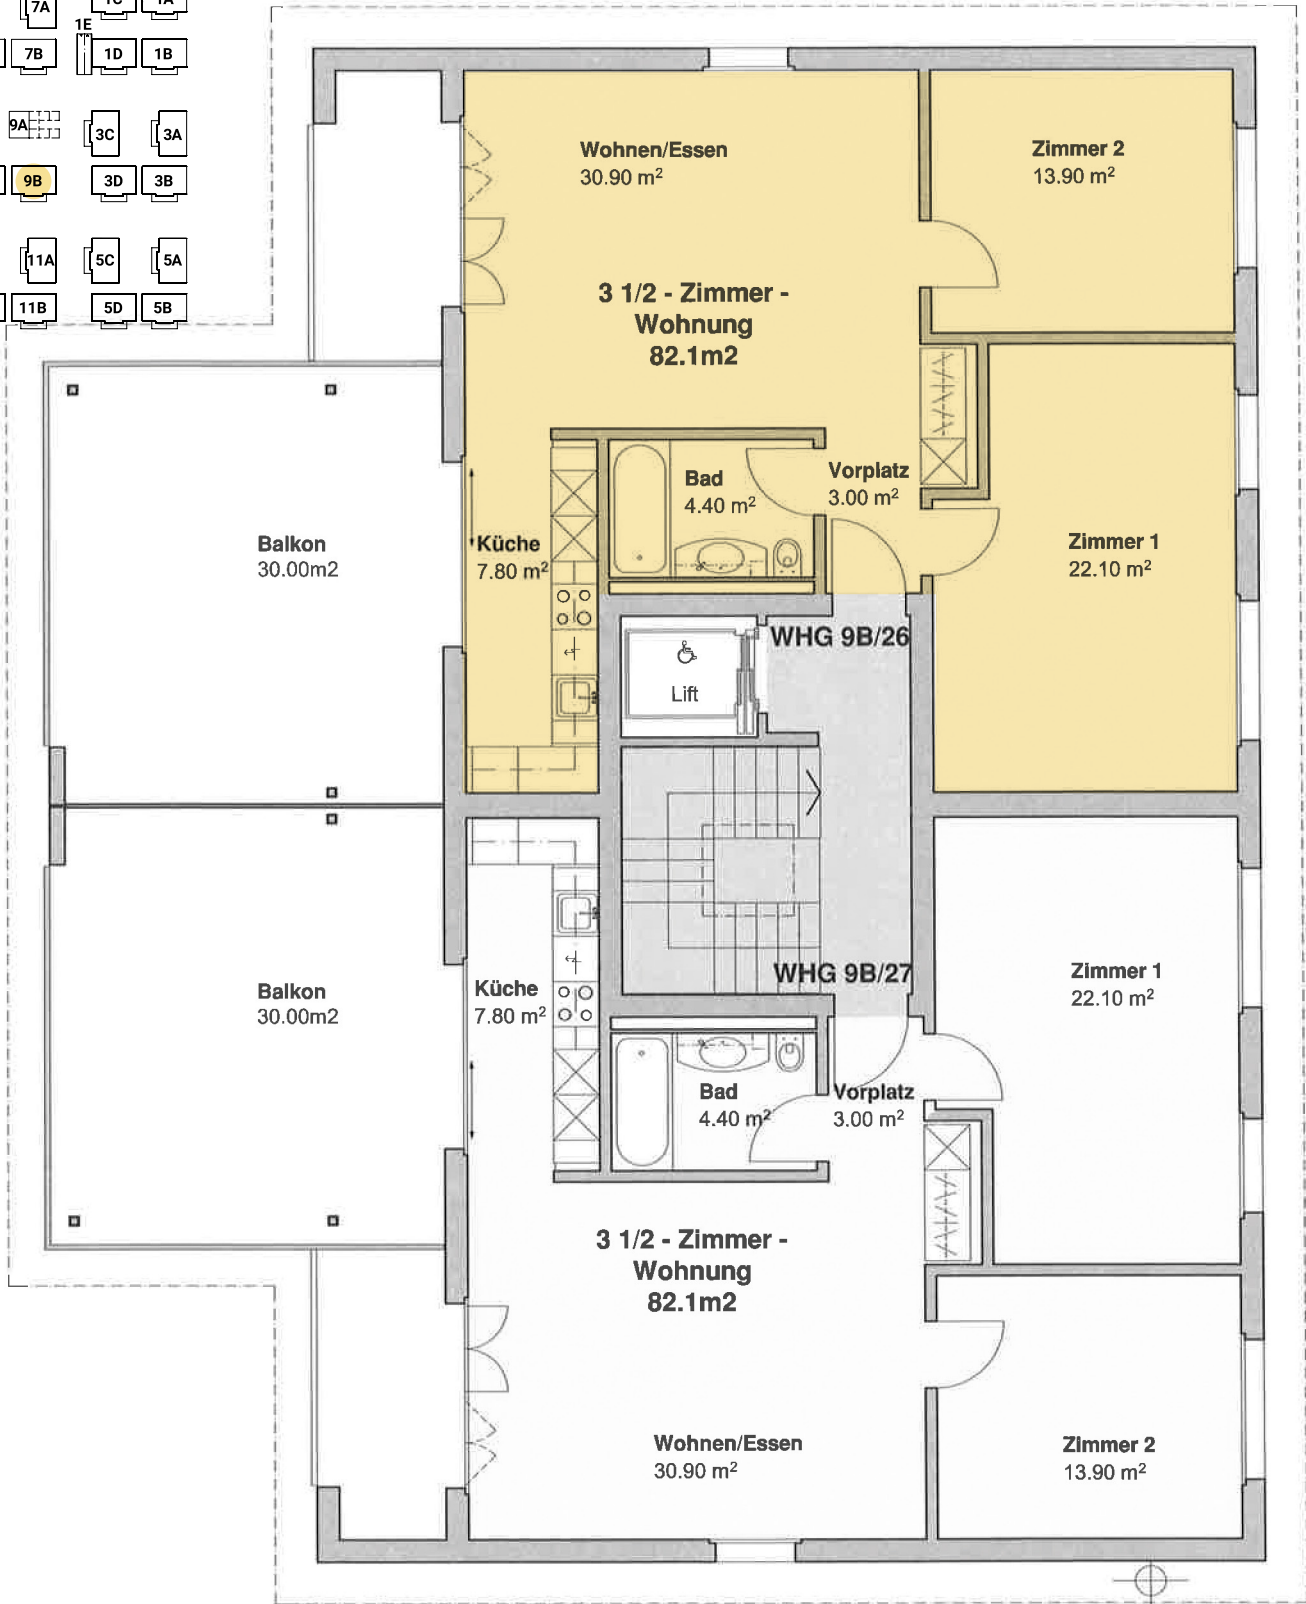 7A
1C
1A
1E
7B
1D
1B
9A
3C
3A
9B
3D
3B
11A
5C
5A
11B
5D
5B
Wohnen/Essen
30.90 m²
Zimmer 2
13.90 m²
3 1/2 - Zimmer -
Wohnung
82.1m2
Bad
4.40 m²
Vorplatz
3.00 m²
Balkon
30.00m2
Küche
7.80 m²
Zimmer 1
22.10 m²
WHG 9B/26
Lift
WHG 9B/27
Balkon
30.00m2
Küche
7.80 m²
Zimmer 1
22.10 m²
Bad
4.40 m²
Vorplatz
3.00 m²
3 1/2 - Zimmer -
Wohnung
82.1m2
Wohnen/Essen
30.90 m²
Zimmer 2
13.90 m²